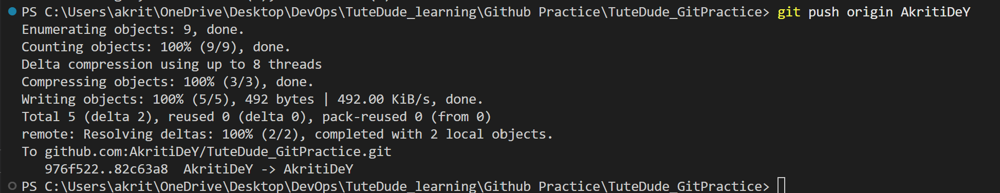 PS C:\Users\akrit\OneDrive\Desktop\DevOps\TuteDude_learning\Github Practice\TuteDude_GitPractice> git push origin AkritiDeY
Enumerating objects: 9, done.
Counting objects: 100% (9/9), done.
Delta compression using up to 8 threads
Compressing objects: 100% (3/3), done.
Writing objects: 100% (5/5), 492 bytes | 492.00 KiB/s, done.
Total 5 (delta 2), reused 0 (delta 0), pack-reused 0 (from 0)
remote: Resolving deltas: 100% (2/2), completed with 2 local objects.
To github.com:AkritiDeY/TuteDude_GitPractice.git
   976f522..82c63a8  AkritiDeY -> AkritiDeY
PS C:\Users\akrit\OneDrive\Desktop\DevOps\TuteDude_learning\Github Practice\TuteDude_GitPractice>